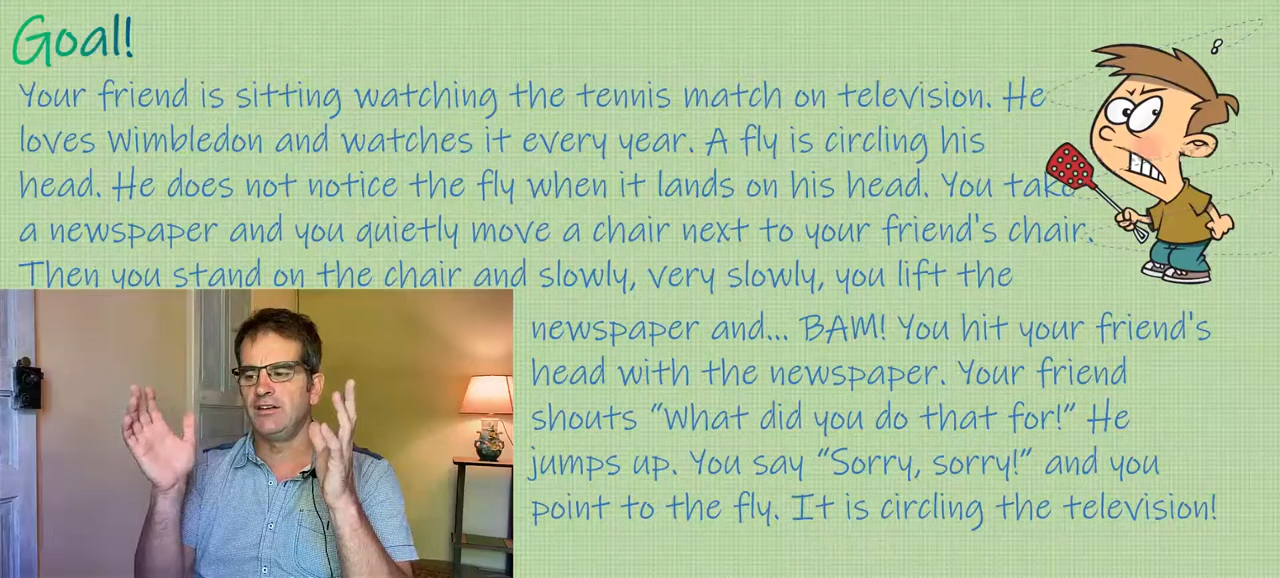 Goal!
Your friend is sitting watching the tennis match on television. He
loves Wimbledon and watches it every year. A fly is circling his
head. He does not notice the fly when it lands on his head. You take
a newspaper and you quietly move a chair next to your friend's chair.
Then you stand on the chair and slowly, very slowly, you lift the
newspaper and... BAM! You hit your friend's
head with the newspaper. Your friend
shouts “What did you do that for!” He
jumps up. You say “Sorry, sorry!” and you
point to the fly. It is circling the television!